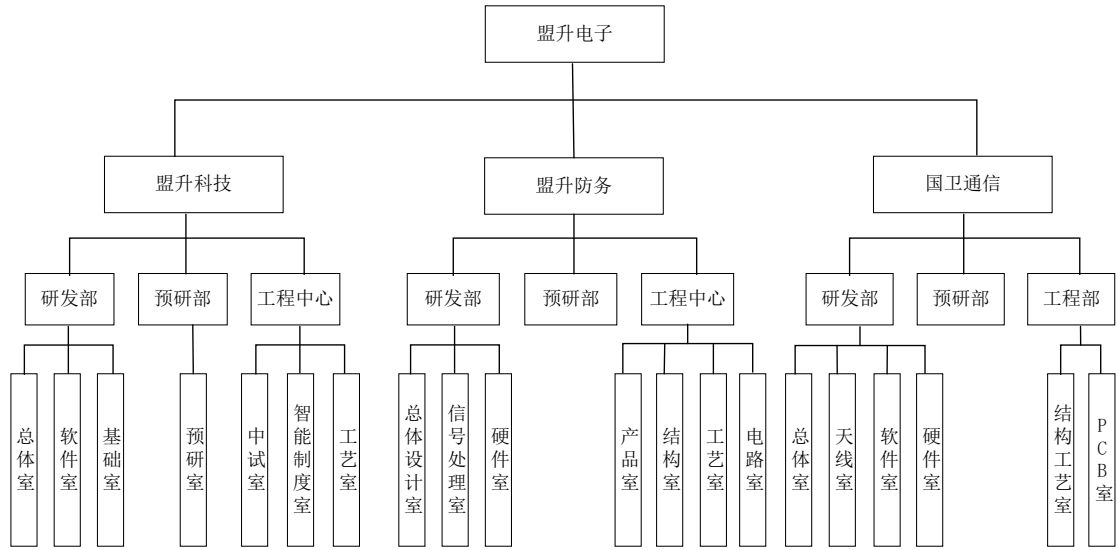 盟升电子
盟升科技
盟升防务
国卫通信
研发部
预研部
工程中心
研发部
预研部
工程中心
研发部
预研部
工程部
总体室
软件室
基础室
预研室
中试室
智能制度室
工艺室
总体设计室
信号处理室
硬件室
产品室
结构室
工艺室
电路室
总体室
天线室
软件室
硬件室
结构工艺室
PCB室